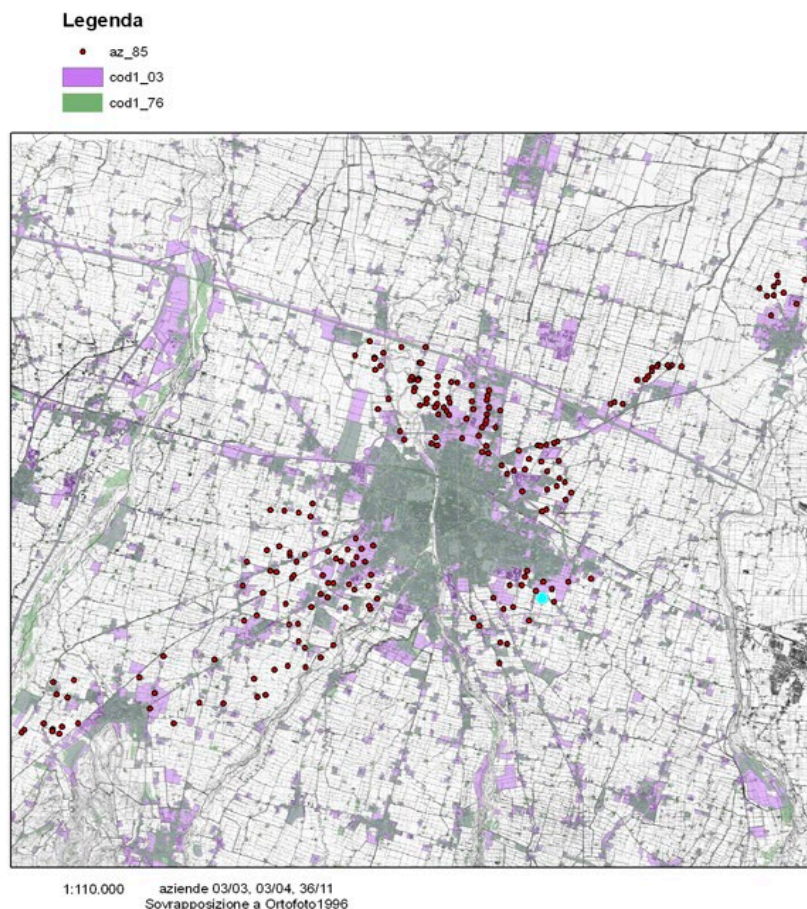 Legenda
az_85
cod1_03
cod1_76
1:110.000 aziende 03/03, 03/04, 36/11
Sovrapposizione a Ortofoto1996